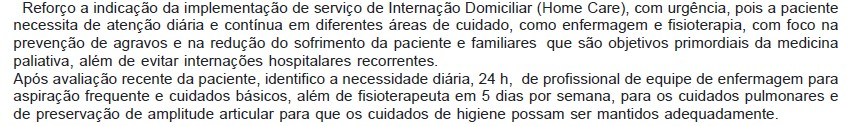 Reforço a indicação da implementação de serviço de Internação Domiciliar (Home Care), com urgência, pois a paciente
necessita de atenção diária e contínua em diferentes áreas de cuidado, como enfermagem e fisioterapia, com foco na
prevenção de agravos e na redução do sofrimento da paciente e familiares que são objetivos primordiais da medicina
paliativa, além de evitar internações hospitalares recorrentes.
Após avaliação recente da paciente, identifico a necessidade diária, 24 h, de profissional de equipe de enfermagem para
aspiração frequente e cuidados básicos, além de fisioterapeuta em 5 dias por semana, para os cuidados pulmonares e
de preservação de amplitude articular para que os cuidados de higiene possam ser mantidos adequadamente.